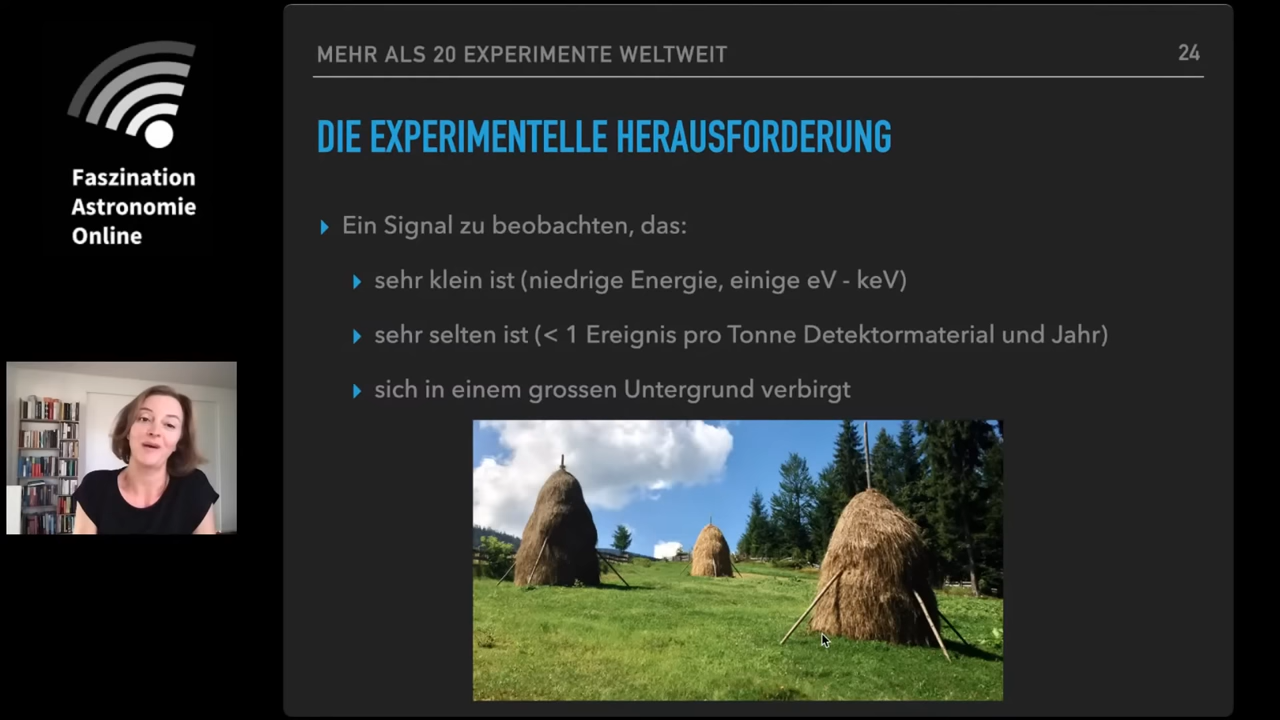 Faszination
Astronomie
Online
MEHR ALS 20 EXPERIMENTE WELTWEIT
24
DIE EXPERIMENTELLE HERAUSFORDERUNG
Ein Signal zu beobachten, das:
sehr klein ist (niedrige Energie, einige eV - keV)
sehr selten ist (< 1 Ereignis pro Tonne Detektormaterial und Jahr)
sich in einem grossen Untergrund verbirgt